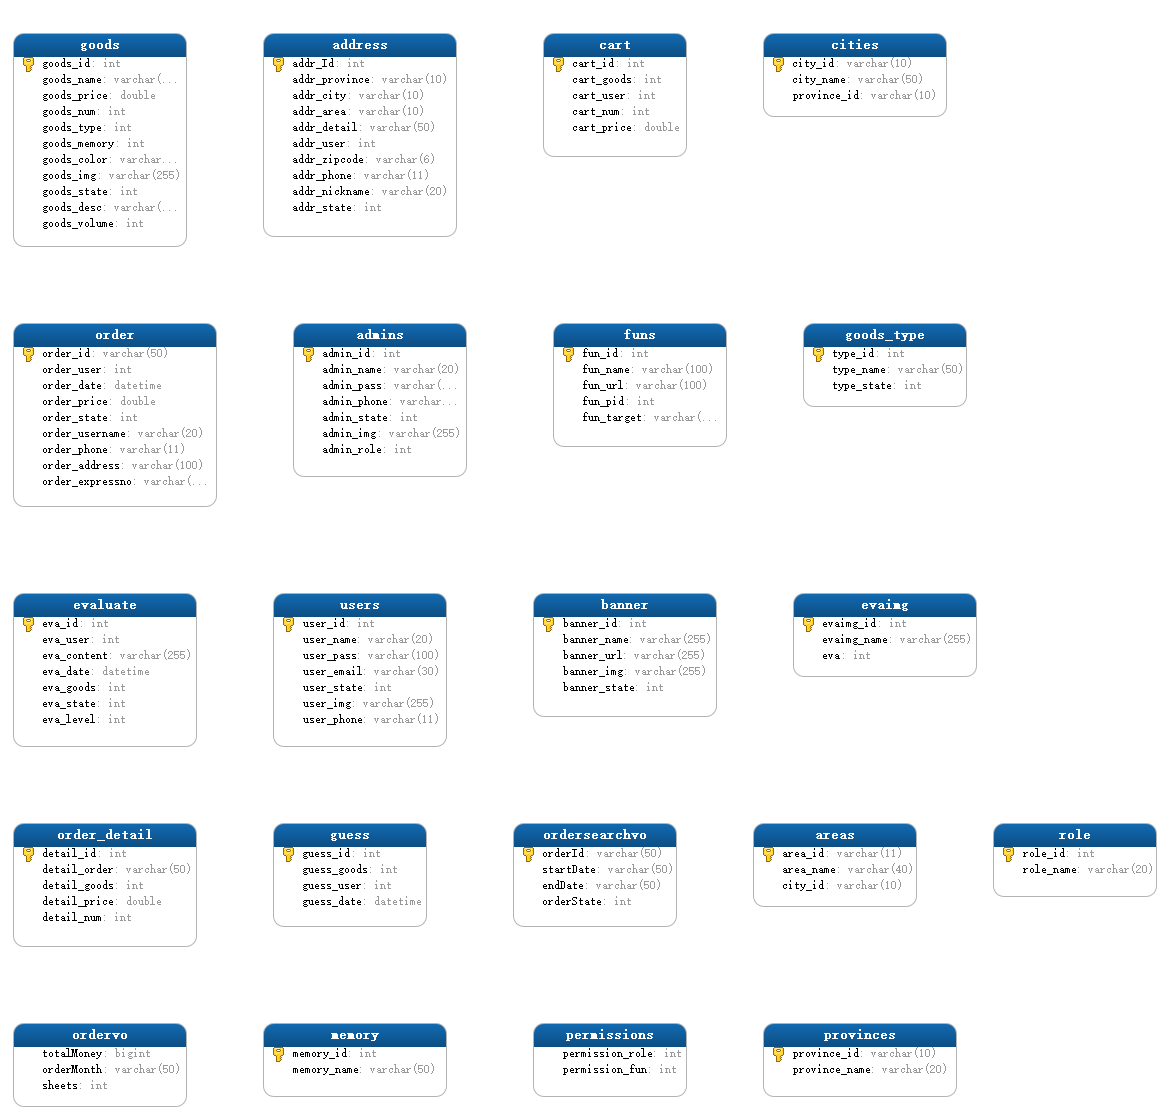 goods
goods_id: int
goods_name: varchar(...
goods_price: double
goods_num: int
goods_type: int
goods_memory: int
goods_color: varchar...
goods_img: varchar(255)
goods_state: int
goods_desc: varchar(...
goods_volume: int
address
addr_Id: int
addr_province: varchar(10)
addr_city: varchar(10)
addr_area: varchar(10)
addr_detail: varchar(50)
addr_user: int
addr_zipcode: varchar(6)
addr_phone: varchar(11)
addr_nickname: varchar(20)
addr_state: int
cart
cart_id: int
cart_goods: int
cart_user: int
cart_num: int
cart_price: double
cities
city_id: varchar(10)
city_name: varchar(50)
province_id: varchar(10)
order
order_id: varchar(50)
order_user: int
order_date: datetime
order_price: double
order_state: int
order_username: varchar(20)
order_phone: varchar(11)
order_address: varchar(100)
order_expressno: varchar(...
admins
admin_id: int
admin_name: varchar(20)
admin_pass: varchar(...
admin_phone: varchar...
admin_state: int
admin_img: varchar(255)
admin_role: int
funs
fun_id: int
fun_name: varchar(100)
fun_url: varchar(100)
fun_pid: int
fun_target: varchar(...
goods_type
type_id: int
type_name: varchar(50)
type_state: int
evaluate
eva_id: int
eva_user: int
eva_content: varchar(255)
eva_date: datetime
eva_goods: int
eva_state: int
eva_level: int
users
user_id: int
user_name: varchar(20)
user_pass: varchar(100)
user_email: varchar(30)
user_state: int
user_img: varchar(255)
user_phone: varchar(11)
banner
banner_id: int
banner_name: varchar(255)
banner_url: varchar(255)
banner_img: varchar(255)
banner_state: int
evaimg
evaimg_id: int
evaimg_name: varchar(255)
eva: int
order_detail
detail_id: int
detail_order: varchar(50)
detail_goods: int
detail_price: double
detail_num: int
guess
guess_id: int
guess_goods: int
guess_user: int
guess_date: datetime
ordersearchvo
orderId: varchar(50)
startDate: varchar(50)
endDate: varchar(50)
orderState: int
areas
area_id: varchar(11)
area_name: varchar(40)
city_id: varchar(10)
role
role_id: int
role_name: varchar(20)
ordervo
totalMoney: bigint
orderMonth: varchar(50)
sheets: int
memory
memory_id: int
memory_name: varchar(50)
permissions
permission_role: int
permission_fun: int
provinces
province_id: varchar(10)
province_name: varchar(20)